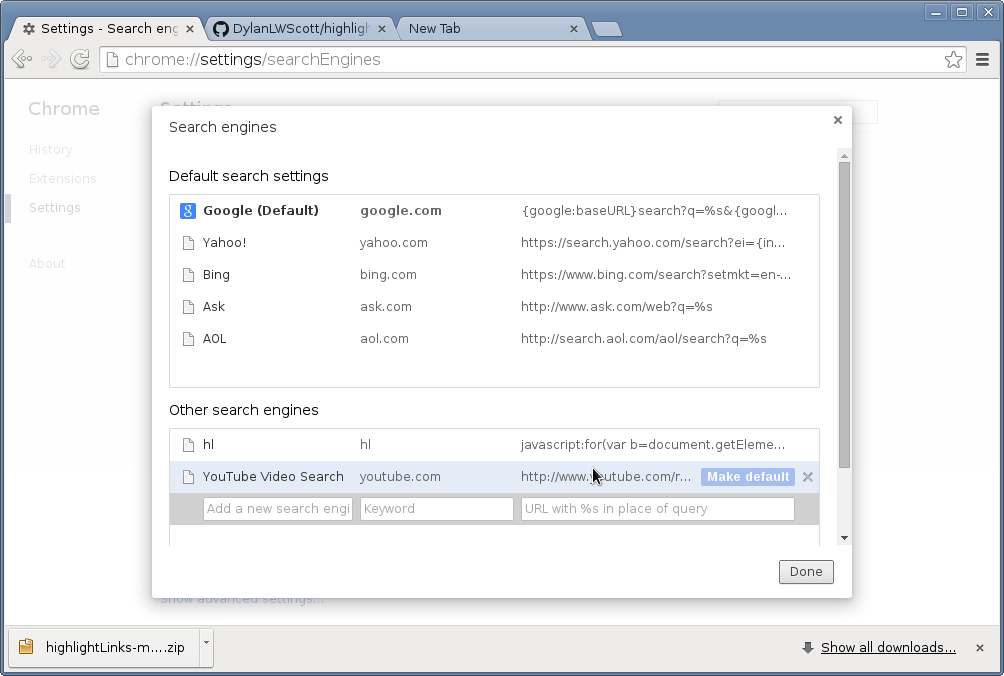 Settings - Search eng
DylanLWScott/highligh
New Tab
chrome://settings/searchEngines
Chrome
Settings
History
Extensions
Settings
About
Search engines
Default search settings
Google (Default) google.com {google:baseURL}search?q=%s&{googl...
Yahoo! yahoo.com https://search.yahoo.com/search?ei={in...
Bing bing.com https://www.bing.com/search?setmkt=en-...
Ask ask.com http://www.ask.com/web?q=%s
AOL aol.com http://search.aol.com/aol/search?q=%s
Other search engines
hl hl javascript:for(var b=document.getEleme...
YouTube Video Search youtube.com http://www.youtube.com/r... Make default
Add a new search engi Keyword URL with %s in place of query
Done
Show advanced settings...
highlightLinks-m....zip
Show all downloads...